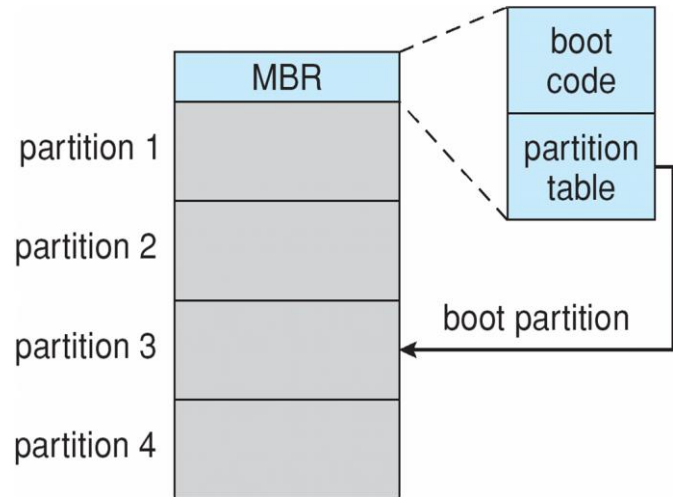 MBR
boot
code
partition
table
partition 1
partition 2
boot partition
partition 3
partition 4